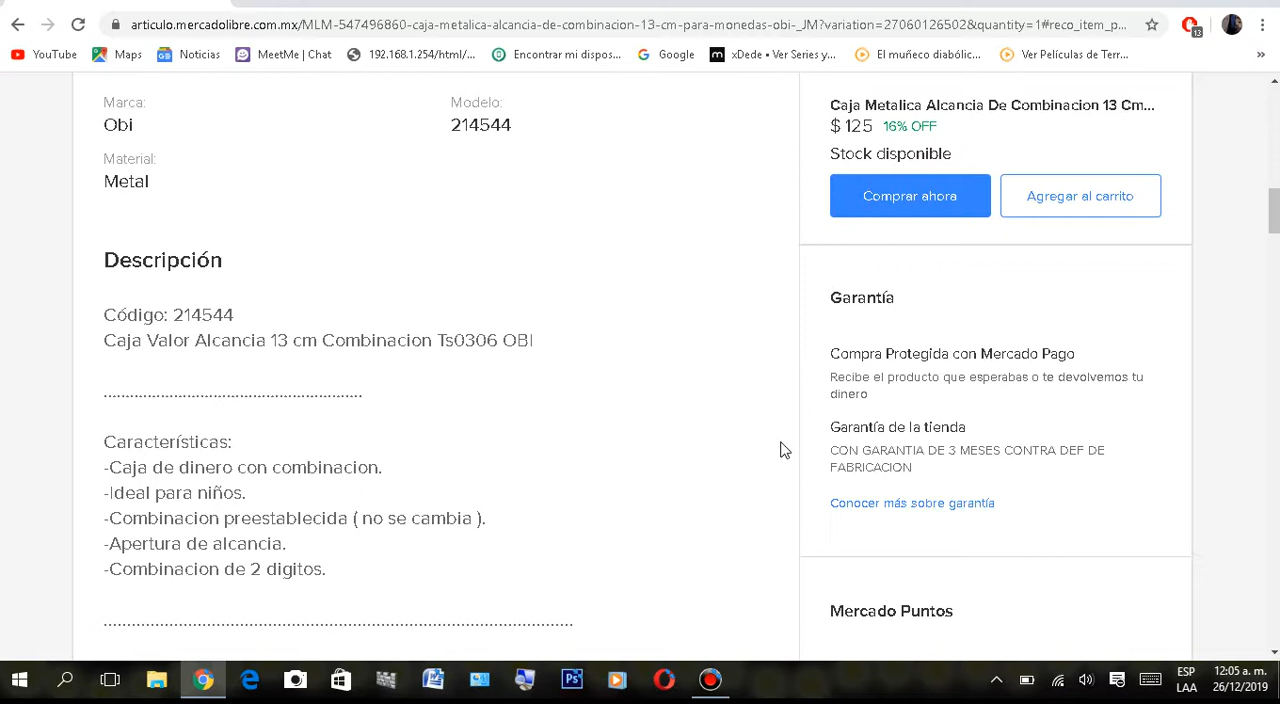 articulo.mercadolibre.com.mx/MLM-547496860-caja-metalica-alcancia-de-combinacion-13-cm-para-monedas-obi-_JM?variation=27060126502&quantity=1#reco_item_p...
13
YouTube
Maps
Noticias
MeetMe | Chat
192.168.1.254/html/...
Encontrar mi dispos...
Google
xDede • Ver Series y...
El muñeco diabólic...
Ver Películas de Terr...
»
Marca:
Modelo:
Obi
214544
Material:
Metal
Descripción
Código: 214544
Caja Valor Alcancia 13 cm Combinacion Ts0306 OBI
.......................................................
Características:
-Caja de dinero con combinacion.
-Ideal para niños.
-Combinacion preestablecida ( no se cambia ).
-Apertura de alcancia.
-Combinacion de 2 digitos.
....................................................................................................
Caja Metalica Alcancia De Combinacion 13 Cm...
$ 125 16% OFF
Stock disponible
Comprar ahora
Agregar al carrito
Garantía
Compra Protegida con Mercado Pago
Recibe el producto que esperabas o te devolvemos tu
dinero
Garantía de la tienda
CON GARANTIA DE 3 MESES CONTRA DEF DE
FABRICACION
Conocer más sobre garantía
Mercado Puntos
Ps
ESP
LAA
12:05 a. m.
26/12/2019